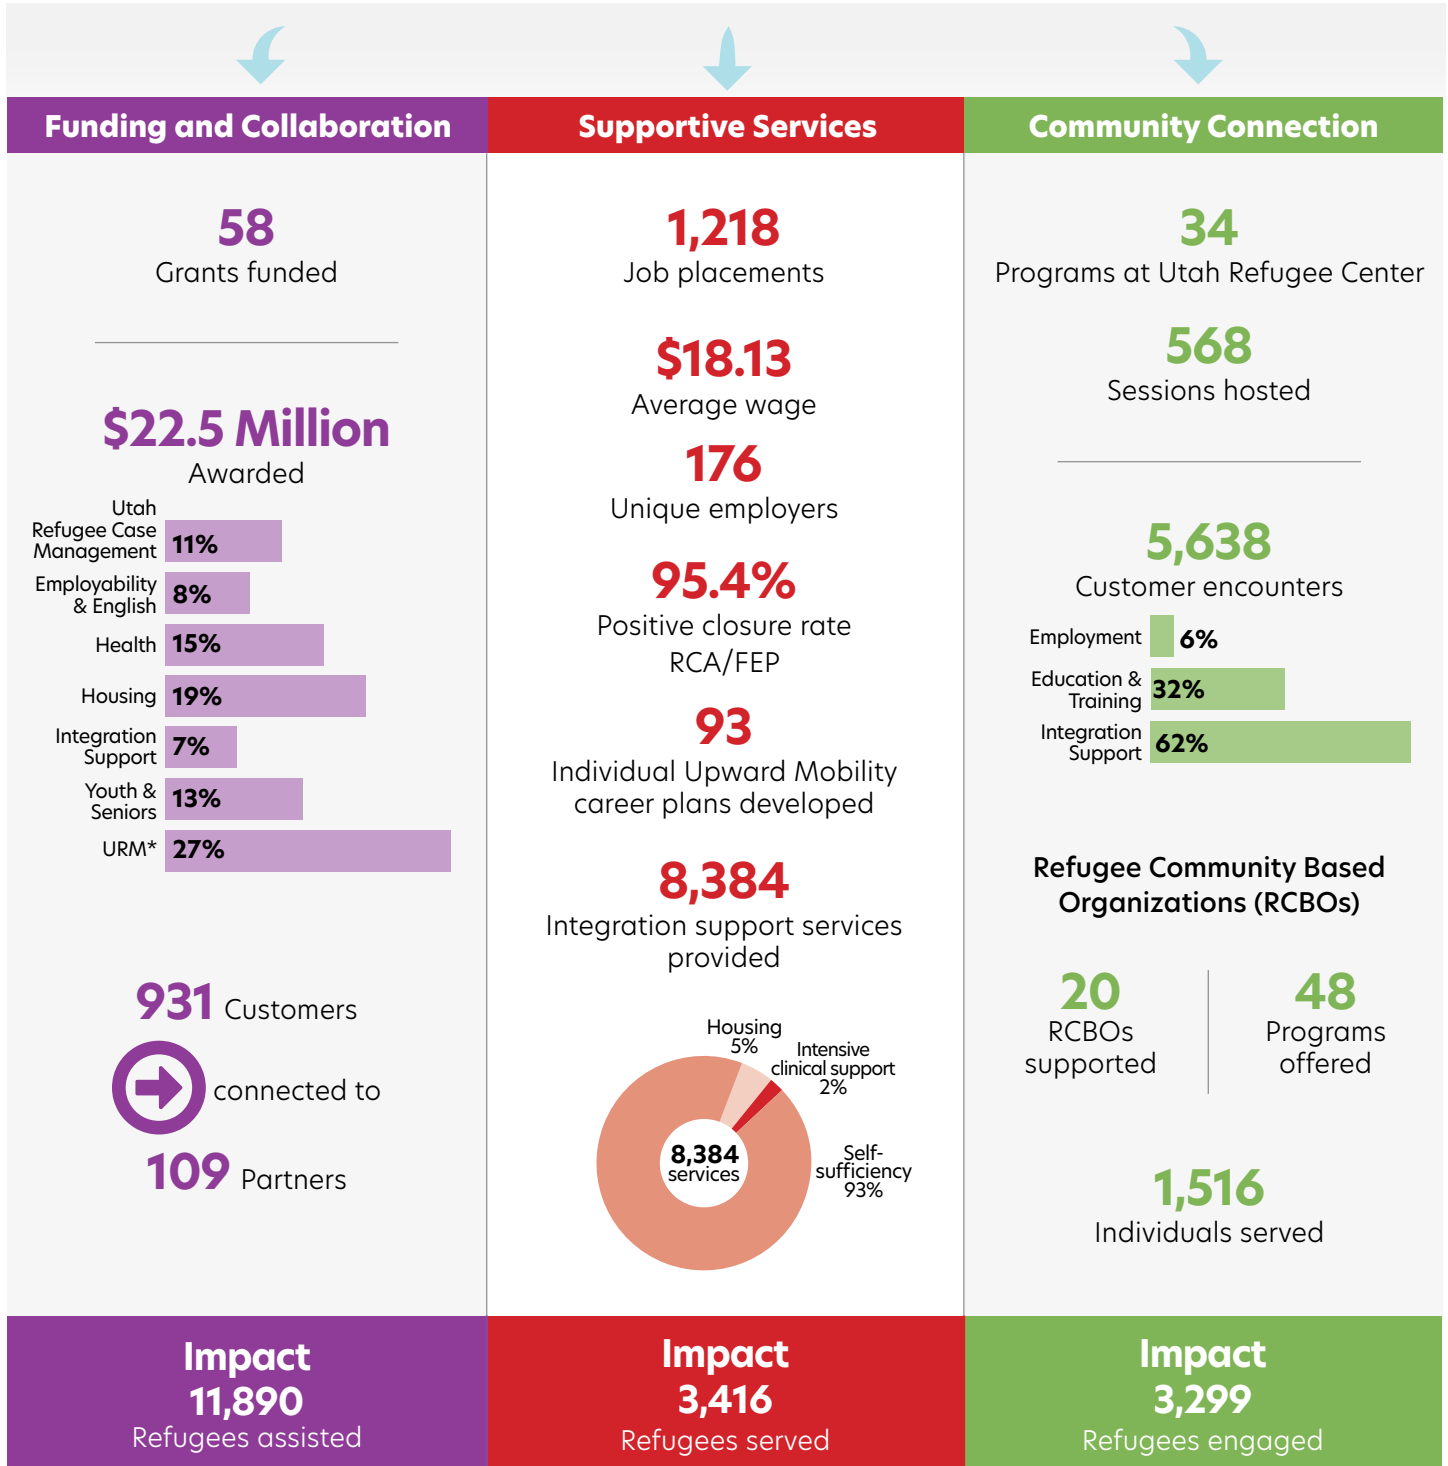 Funding and Collaboration
58
Grants funded
$22.5 Million
Awarded
Utah
Refugee Case
Management
11%
Employability
& English
8%
Health
15%
Housing
19%
Integration
Support
7%
Youth &
Seniors
13%
URM*
27%
931 Customers
connected to
109 Partners
Impact
11,890
Refugees assisted
Supportive Services
1,218
Job placements
$18.13
Average wage
176
Unique employers
95.4%
Positive closure rate
RCA/FEP
93
Individual Upward Mobility
career plans developed
8,384
Integration support services
provided
Housing
5%
Intensive
clinical support
2%
8,384
services
Self-
sufficiency
93%
Impact
3,416
Refugees served
Community Connection
34
Programs at Utah Refugee Center
568
Sessions hosted
5,638
Customer encounters
Employment
6%
Education &
Training
32%
Integration
Support
62%
Refugee Community Based
Organizations (RCBOs)
20
RCBOs
supported
48
Programs
offered
1,516
Individuals served
Impact
3,299
Refugees engaged